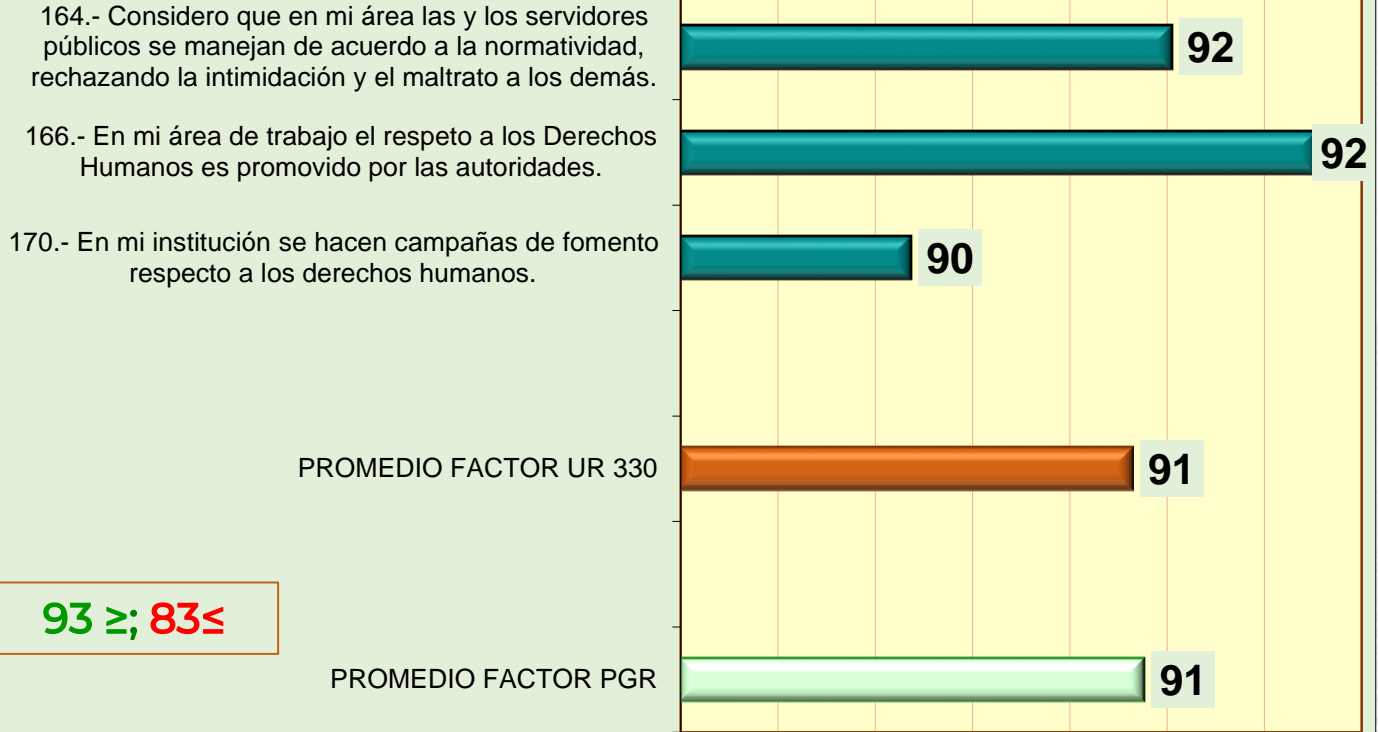 164.- Considero que en mi área las y los servidores
públicos se manejan de acuerdo a la normatividad,
rechazando la intimidación y el maltrato a los demás.
92
166.- En mi área de trabajo el respeto a los Derechos
Humanos es promovido por las autoridades.
92
170.- En mi institución se hacen campañas de fomento
respecto a los derechos humanos.
90
PROMEDIO FACTOR UR 330
91
93 ≥; 83≤
PROMEDIO FACTOR PGR
91